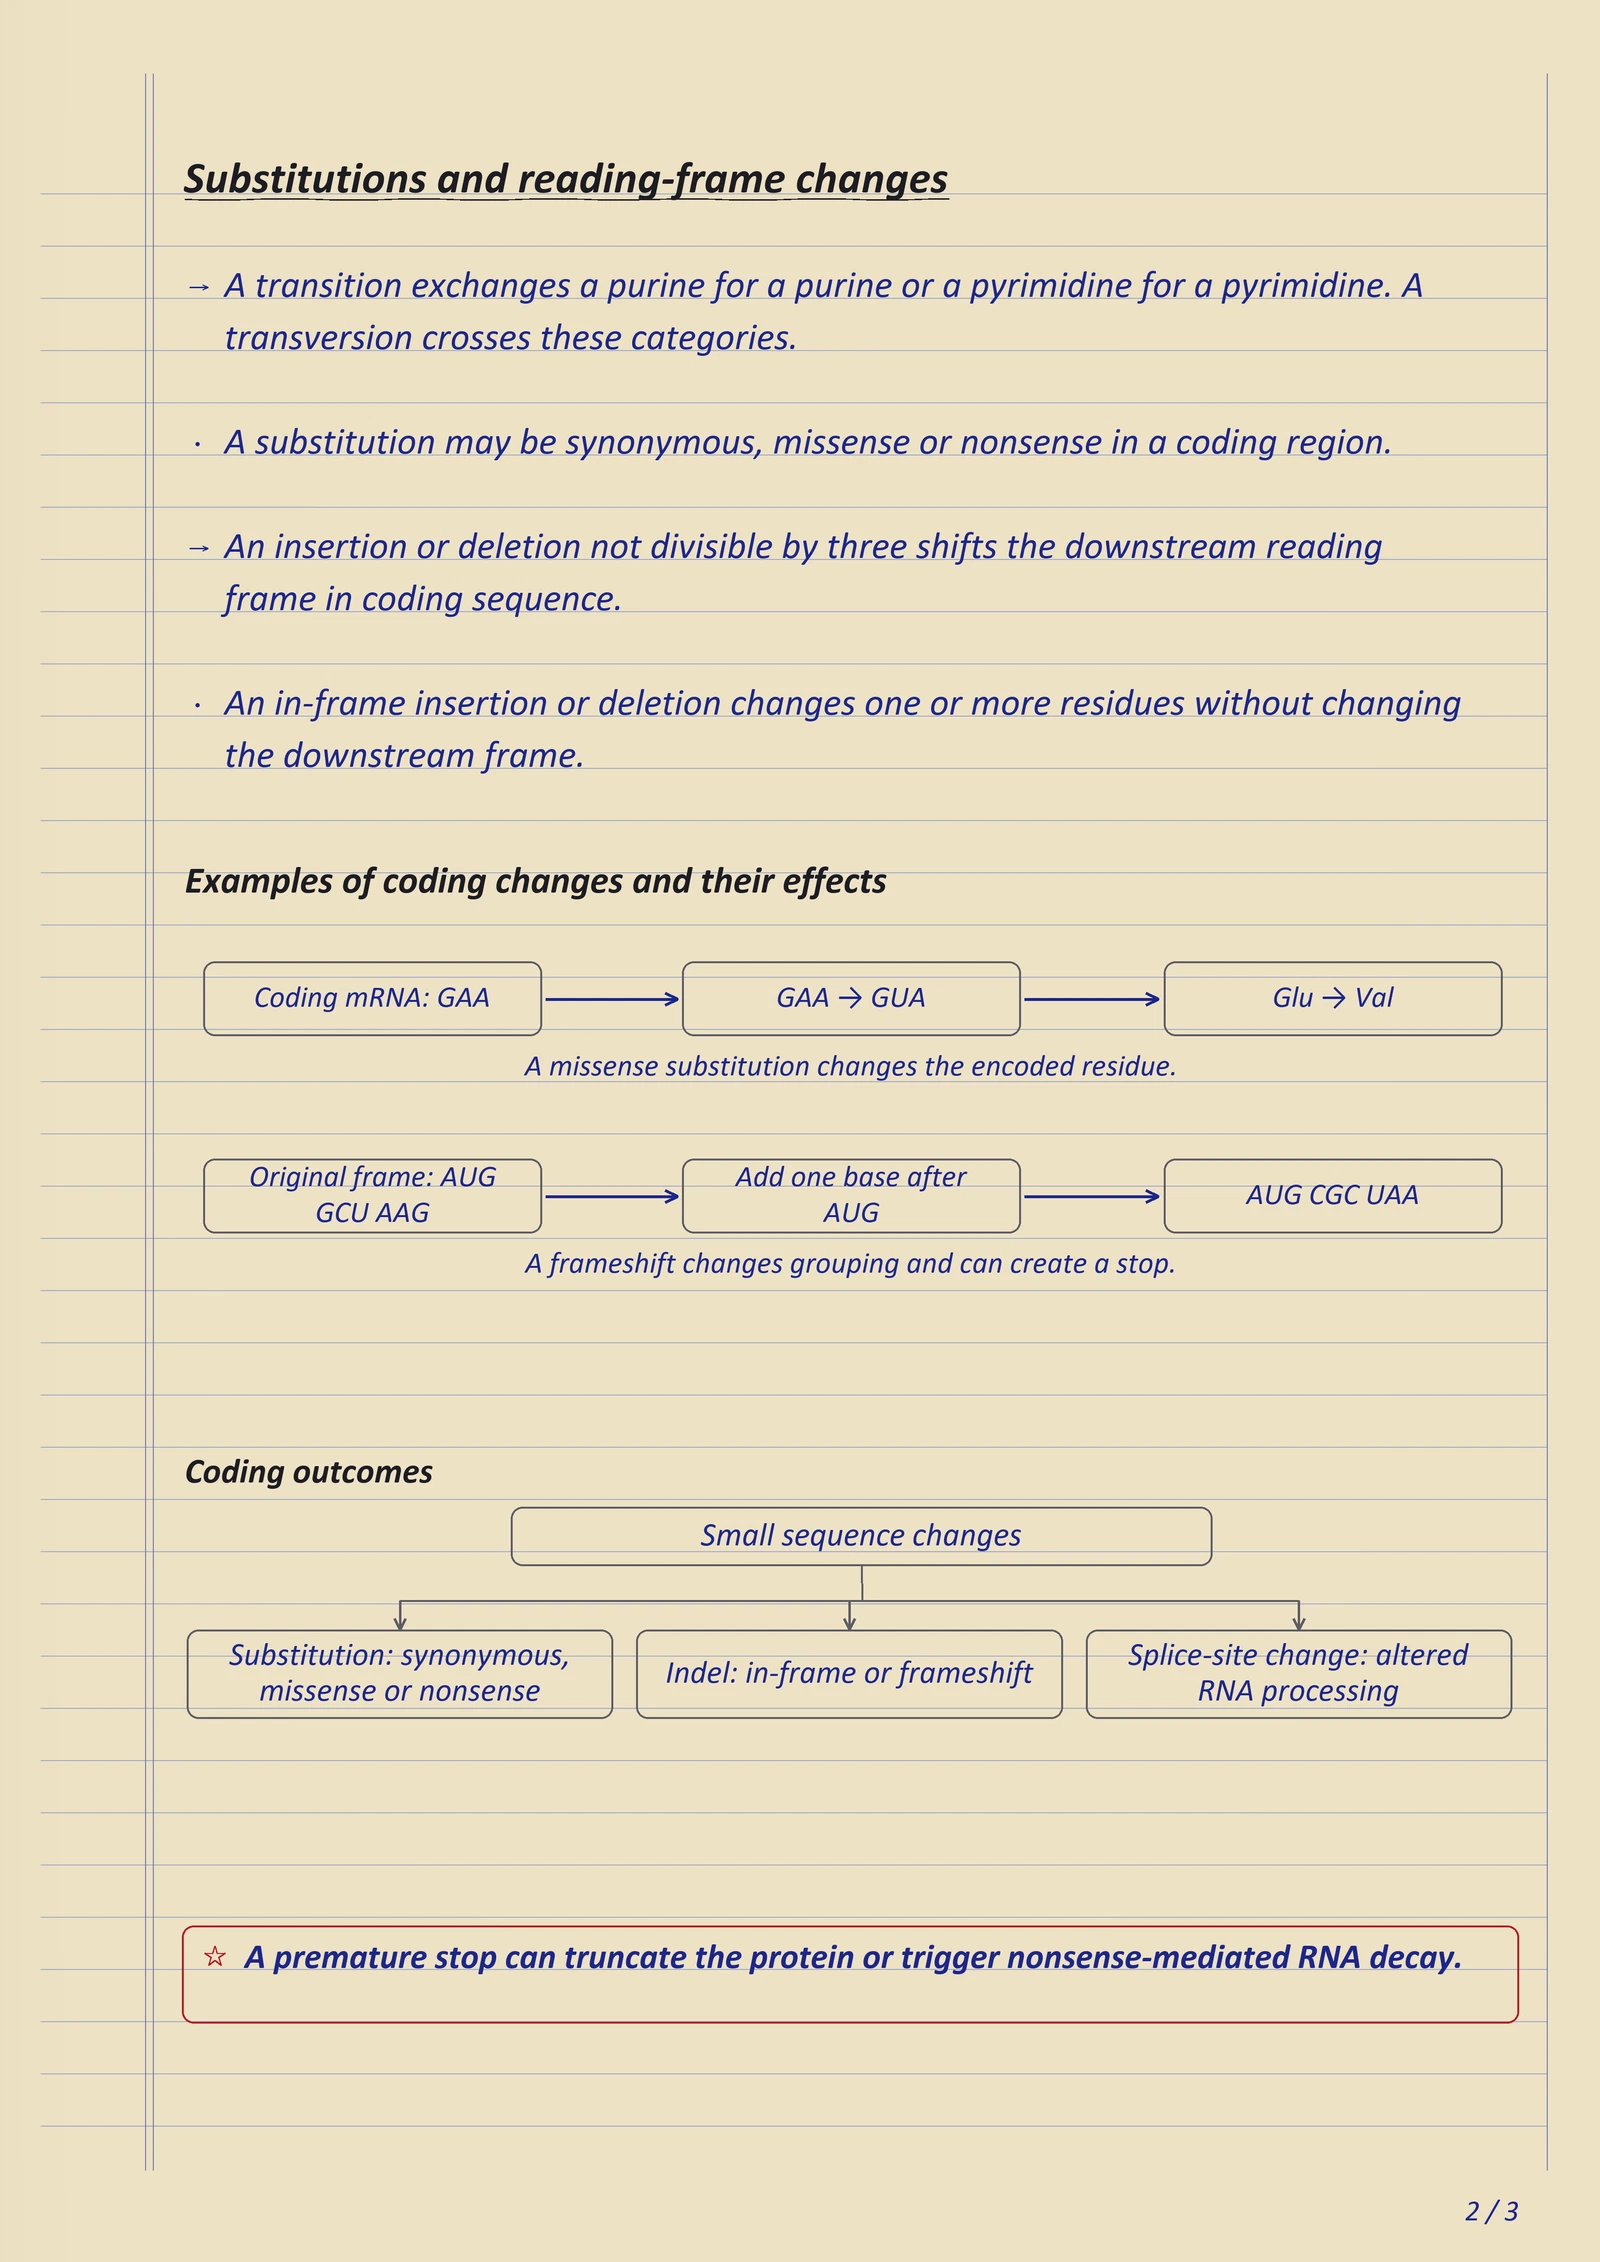 Substitutions and reading-frame changes
→ A transition exchanges a purine for a purine or a pyrimidine for a pyrimidine. A
transversion crosses these categories.
· A substitution may be synonymous, missense or nonsense in a coding region.
→ An insertion or deletion not divisible by three shifts the downstream reading
frame in coding sequence.
· An in-frame insertion or deletion changes one or more residues without changing
the downstream frame.
Examples of coding changes and their effects
Coding mRNA: GAA
GAA → GUA
Glu → Val
A missense substitution changes the encoded residue.
Original frame: AUG
GCU AAG
Add one base after
AUG
AUG CGC UAA
A frameshift changes grouping and can create a stop.
Coding outcomes
Small sequence changes
Substitution: synonymous,
missense or nonsense
Indel: in-frame or frameshift
Splice-site change: altered
RNA processing
☆ A premature stop can truncate the protein or trigger nonsense-mediated RNA decay.
2 / 3